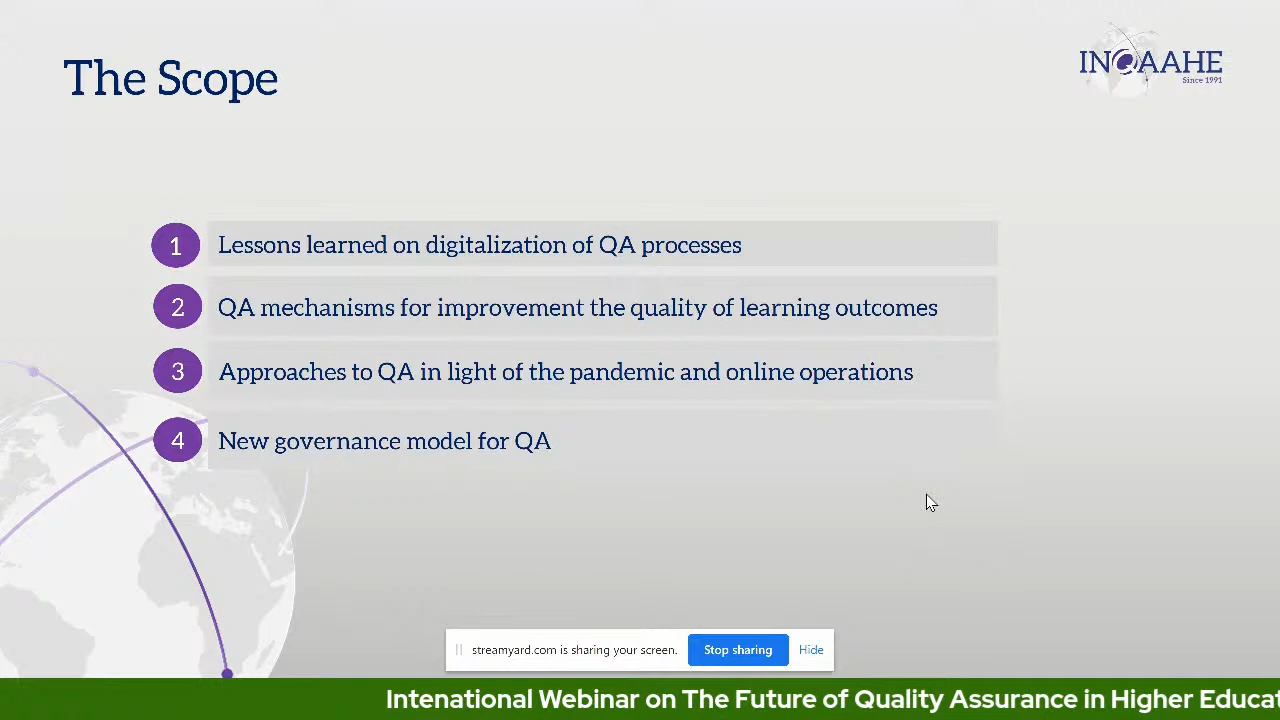 The Scope
INQAAHE
Since 1991
1 Lessons learned on digitalization of QA processes
2 QA mechanisms for improvement the quality of learning outcomes
3 Approaches to QA in light of the pandemic and online operations
4 New governance model for QA
streamyard.com is sharing your screen. Stop sharing Hide
Intenational Webinar on The Future of Quality Assurance in Higher Educat